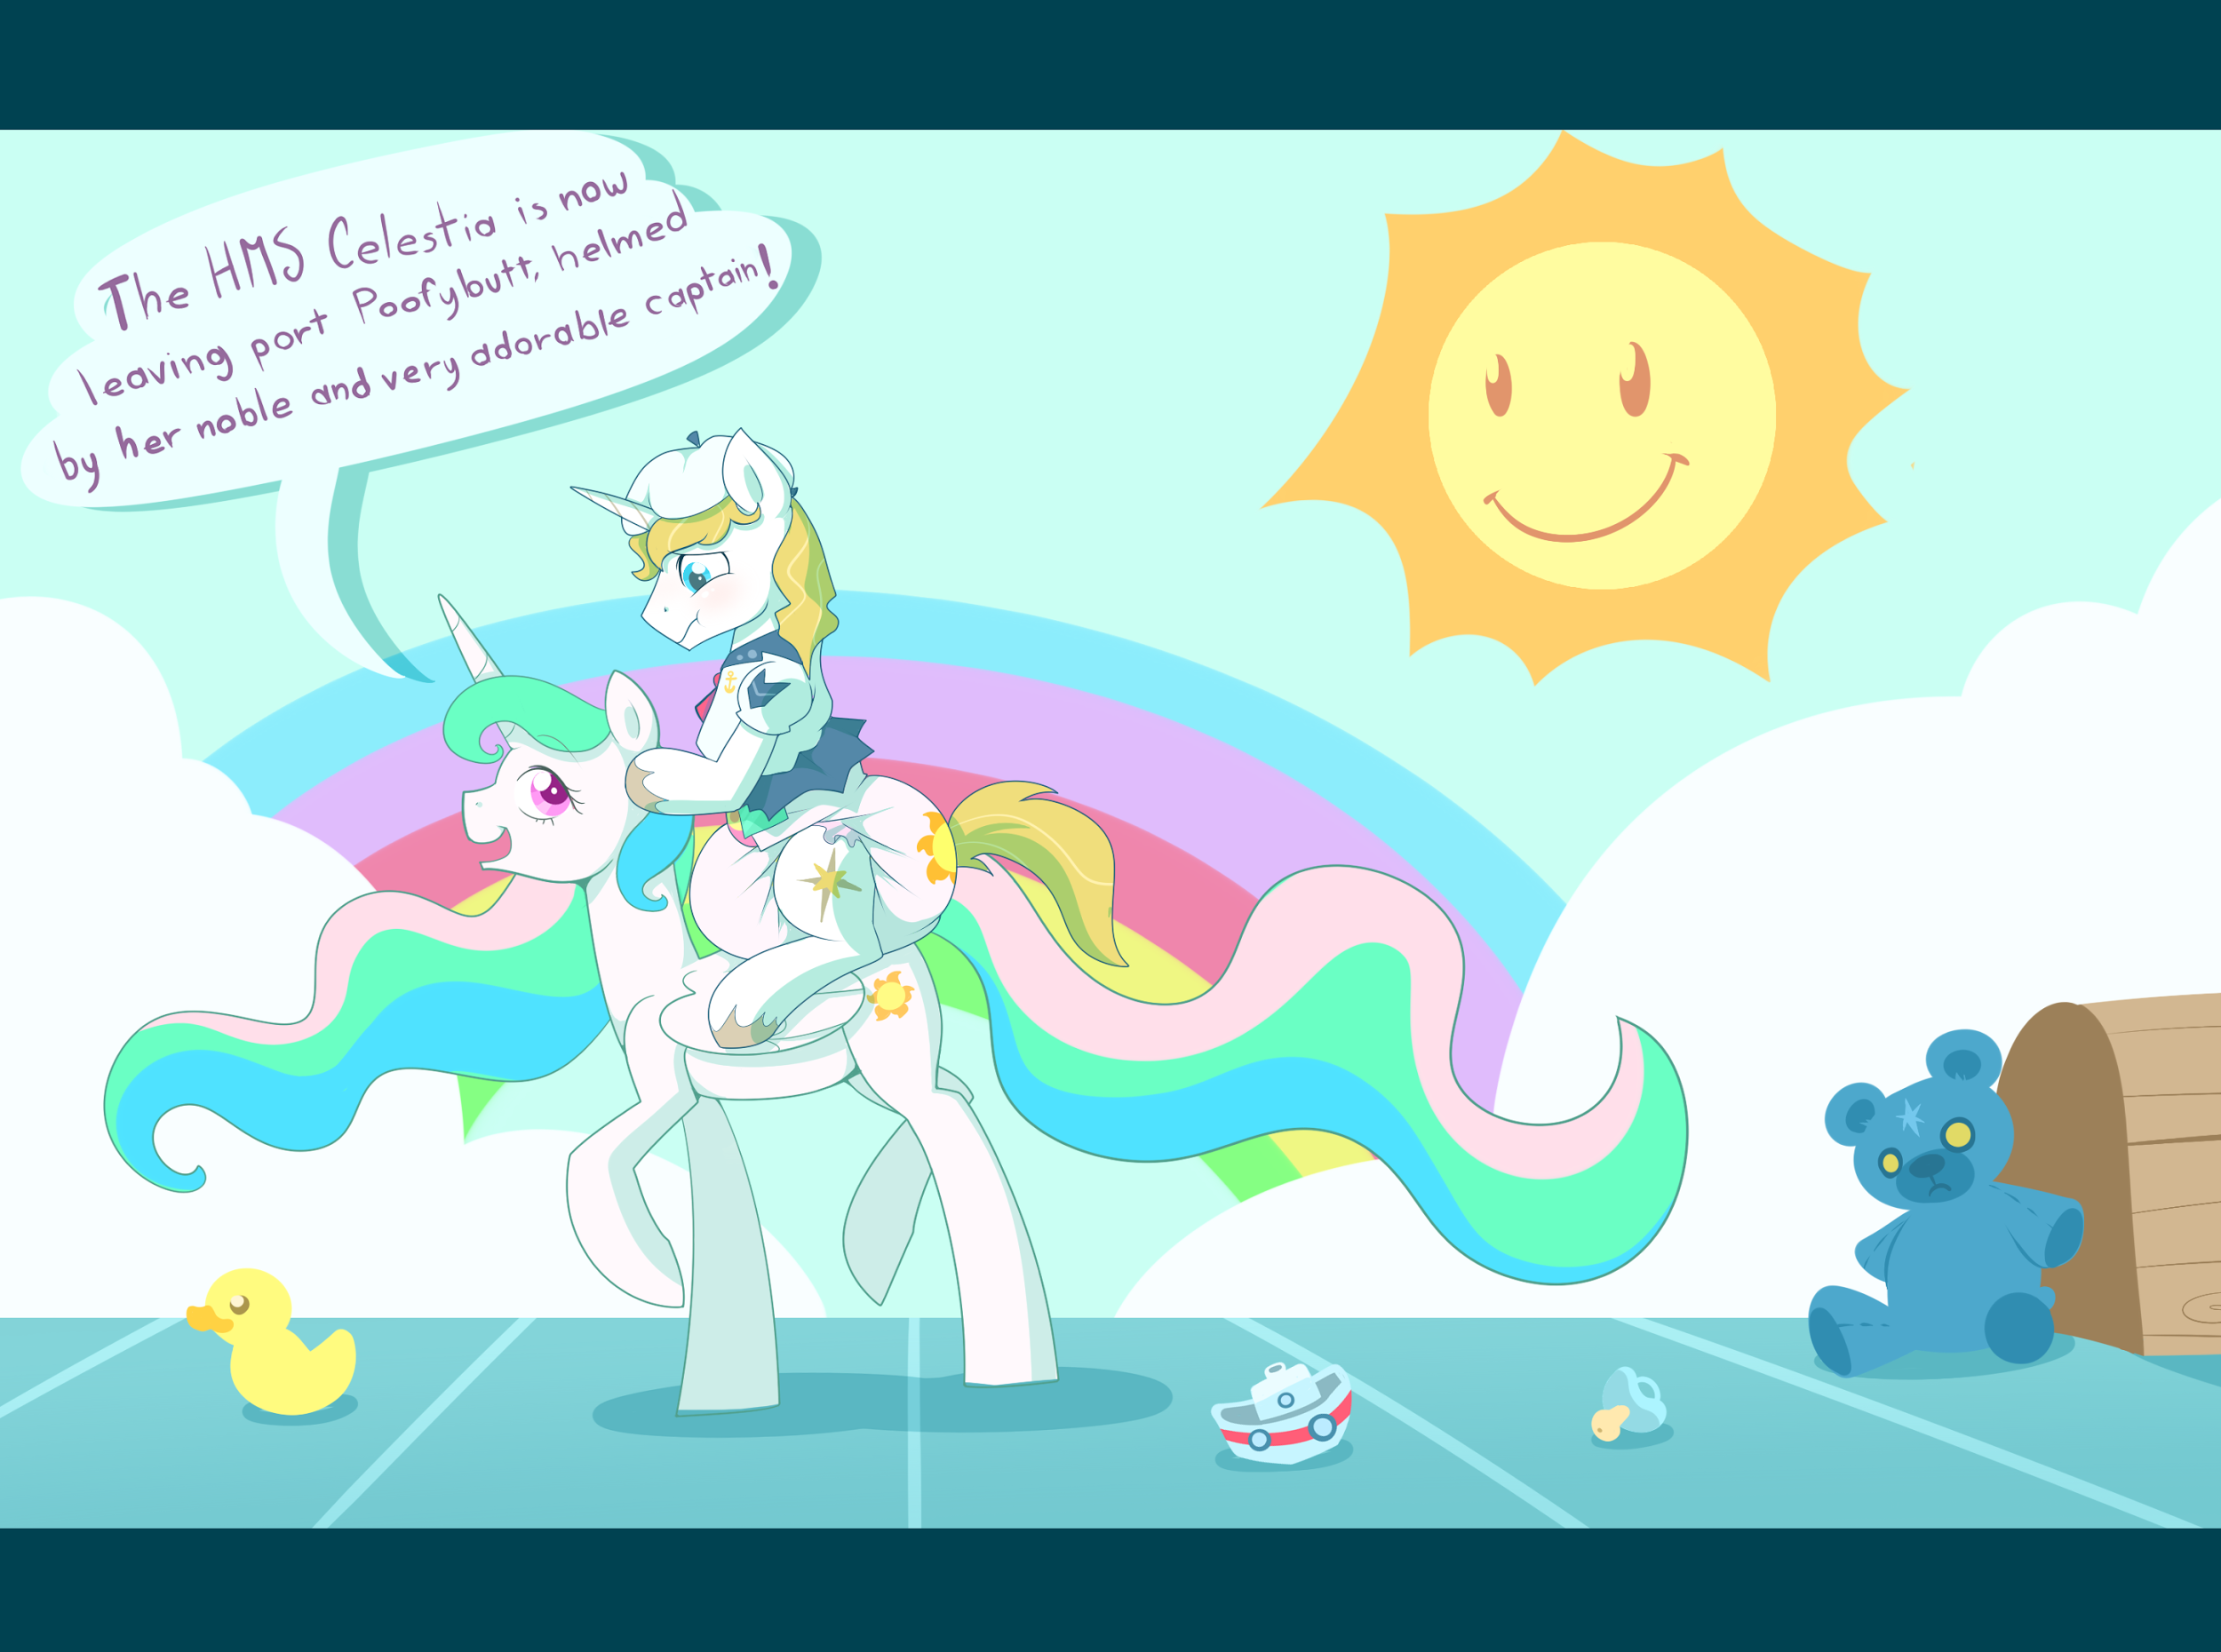 The HMS Celestia is now
leaving port Poofybutt, helmed
by her noble and very adorable captain!